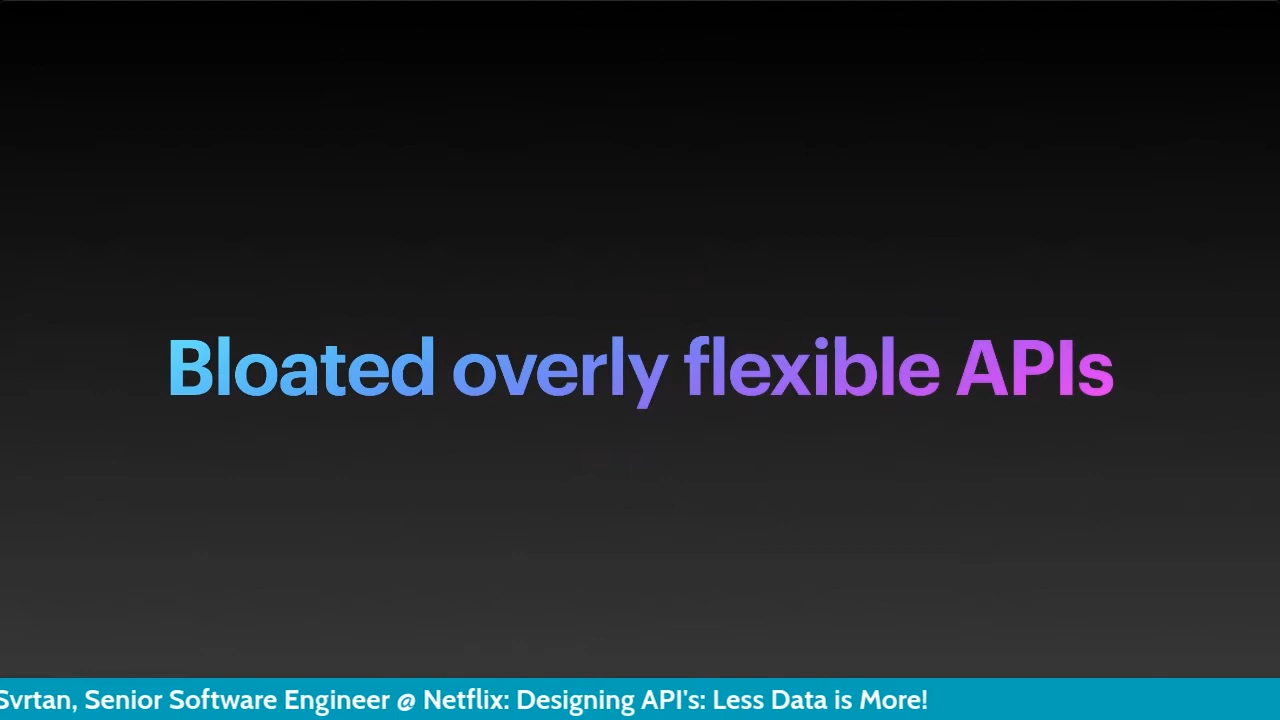 Bloated overly flexible APIs
Svrtan, Senior Software Engineer @ Netflix: Designing API's: Less Data is More!